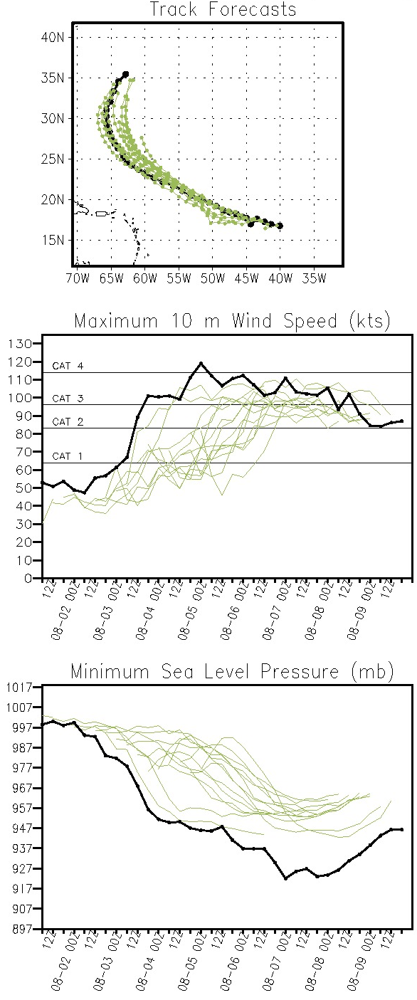 Track Forecasts
40N
35N
30N
25N
20N
15N
70W 65W 60W 55W 50W 45W 40W 35W
Maximum 10 m Wind Speed (kts)
130
120
CAT 4
110
100
CAT 3
90
CAT 2
80
70
CAT 1
60
50
40
30
20
10
0
12Z 08-02 00Z 12Z 08-03 00Z 12Z 08-04 00Z 12Z 08-05 00Z 12Z 08-06 00Z 12Z 08-07 00Z 12Z 08-08 00Z 12Z 08-09 00Z 12Z
Minimum Sea Level Pressure (mb)
1017
1007
997
987
977
967
957
947
937
927
917
907
897
12Z 08-02 00Z 12Z 08-03 00Z 12Z 08-04 00Z 12Z 08-05 00Z 12Z 08-06 00Z 12Z 08-07 00Z 12Z 08-08 00Z 12Z 08-09 00Z 12Z